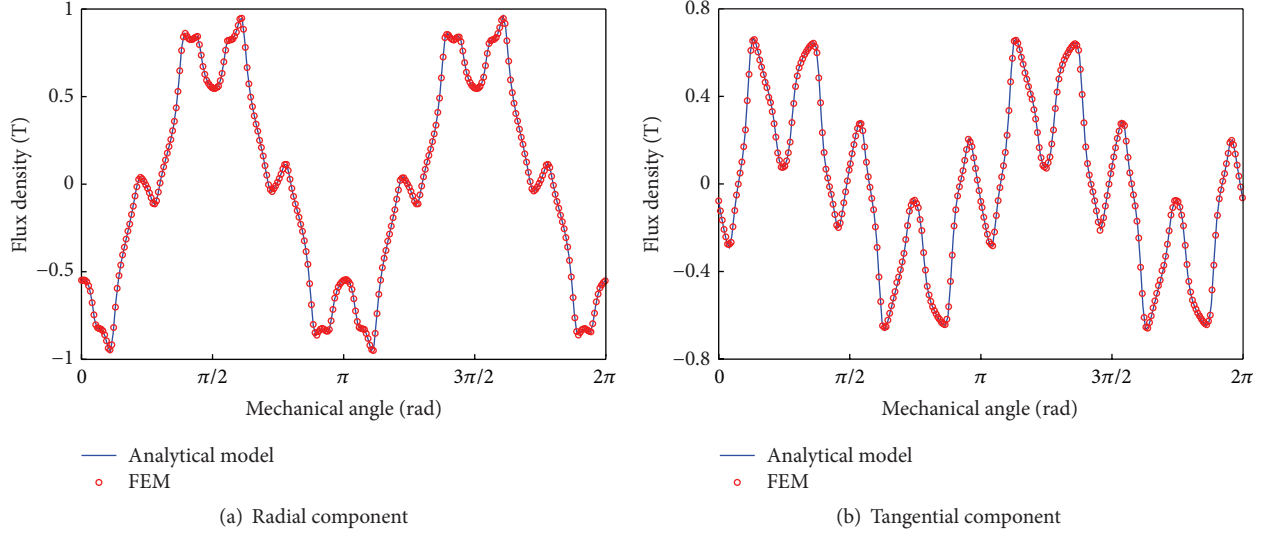 1
0.5
0
−0.5
−1
Flux density (T)
0
π/2
π
3π/2
2π
Mechanical angle (rad)
Analytical model
FEM
(a) Radial component
0.8
0.4
0
−0.4
−0.8
Flux density (T)
0
π/2
π
3π/2
2π
Mechanical angle (rad)
Analytical model
FEM
(b) Tangential component